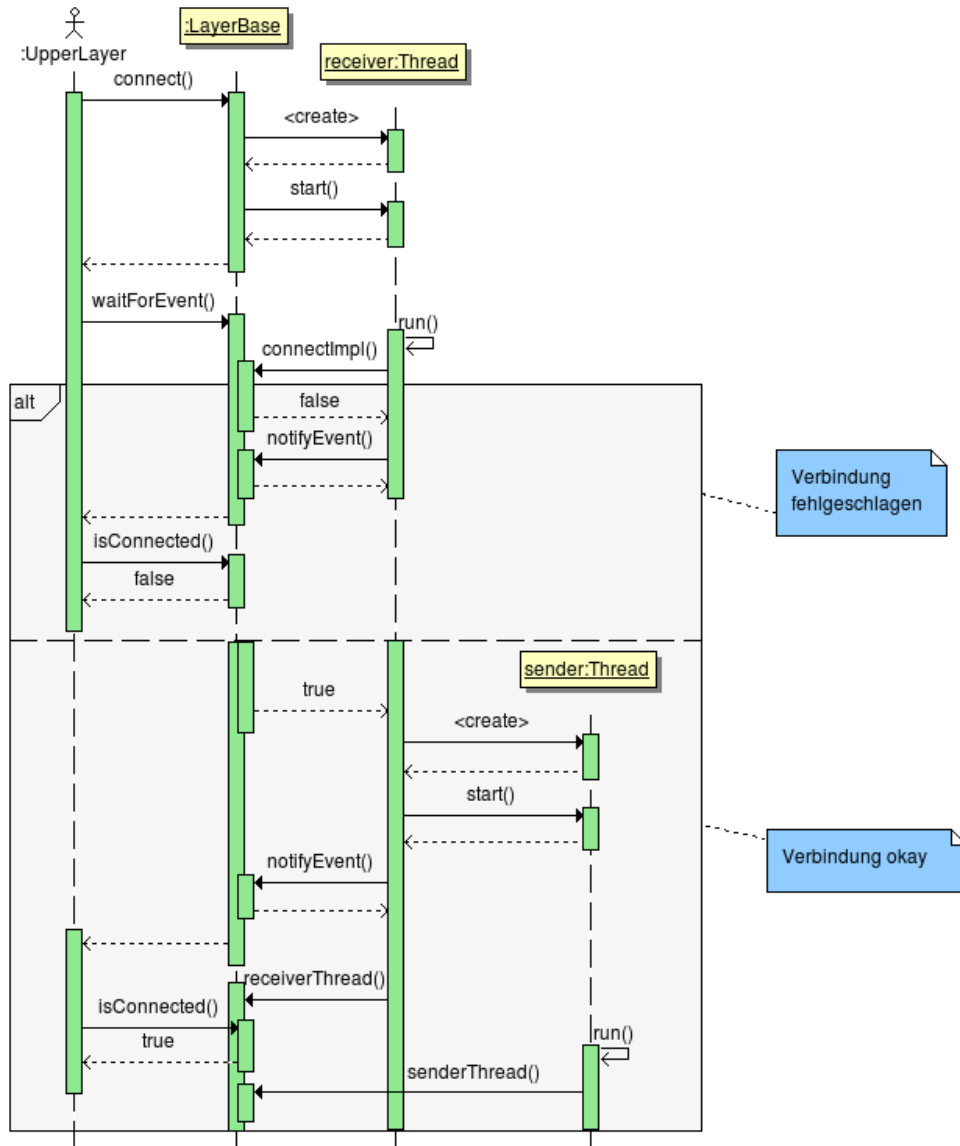 :LayerBase
:UpperLayer
receiver:Thread
connect()
<create>
start()
waitForEvent()
run()
connectImpl()
alt
false
notifyEvent()
Verbindung
fehlgeschlagen
isConnected()
false
sender:Thread
true
<create>
start()
Verbindung okay
notifyEvent()
receiverThread()
isConnected()
run()
true
senderThread()